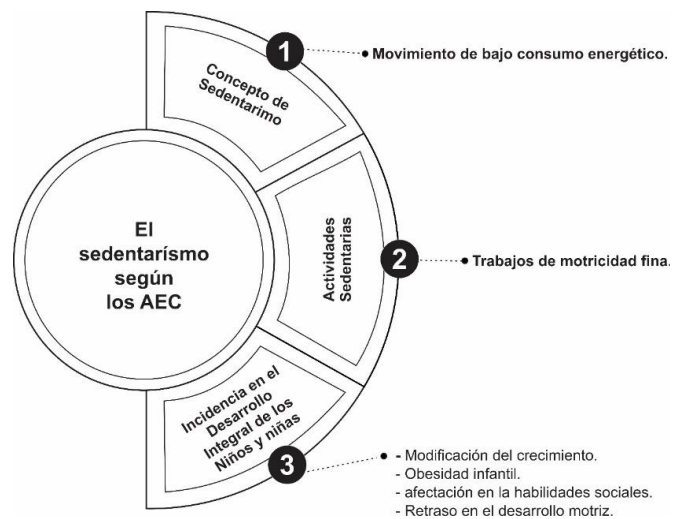 El
sedentarísmo
según
los AEC
1
Concepto de
Sedentarimo
• Movimiento de bajo consumo energético.
2
Actividades
Sedentarias
• Trabajos de motricidad fina.
3
Incidencia en el
Desarrollo
Integral de los
Niños y niñas
• - Modificación del crecimiento.
- Obesidad infantil.
- afectación en la habilidades sociales.
- Retraso en el desarrollo motriz.